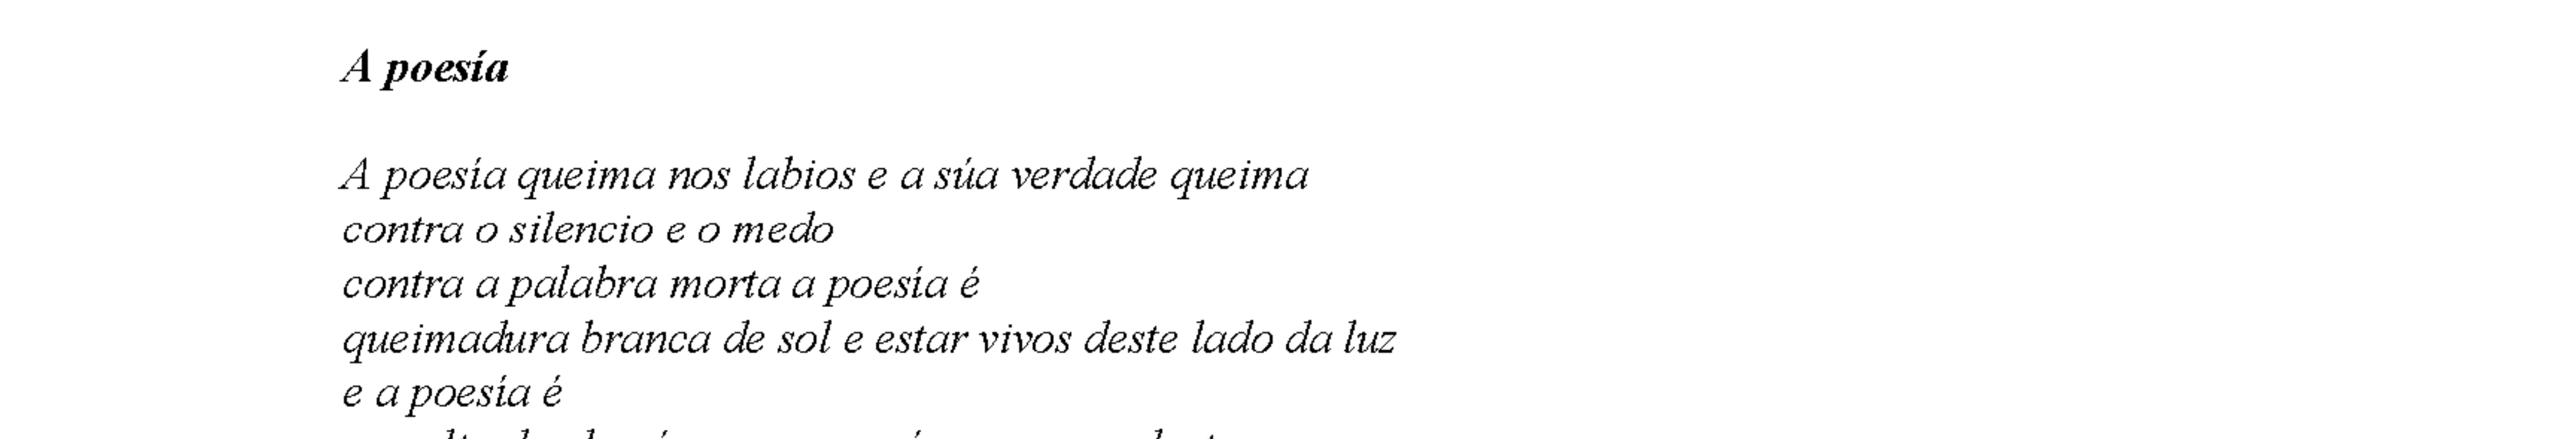 A poesía
A poesía queima nos labios e a súa verdade queima
contra o silencio e o medo
contra a palabra morta a poesía é
queimadura branca de sol e estar vivos deste lado da luz
e a poesía é